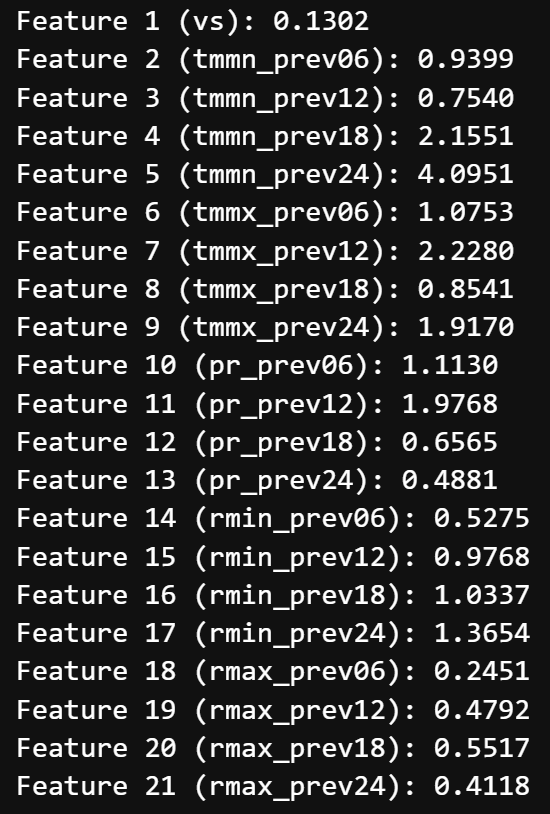 Feature 1 (vs): 0.1302
Feature 2 (tmmn_prev06): 0.9399
Feature 3 (tmmn_prev12): 0.7540
Feature 4 (tmmn_prev18): 2.1551
Feature 5 (tmmn_prev24): 4.0951
Feature 6 (tmmx_prev06): 1.0753
Feature 7 (tmmx_prev12): 2.2280
Feature 8 (tmmx_prev18): 0.8541
Feature 9 (tmmx_prev24): 1.9170
Feature 10 (pr_prev06): 1.1130
Feature 11 (pr_prev12): 1.9768
Feature 12 (pr_prev18): 0.6565
Feature 13 (pr_prev24): 0.4881
Feature 14 (rmin_prev06): 0.5275
Feature 15 (rmin_prev12): 0.9768
Feature 16 (rmin_prev18): 1.0337
Feature 17 (rmin_prev24): 1.3654
Feature 18 (rmax_prev06): 0.2451
Feature 19 (rmax_prev12): 0.4792
Feature 20 (rmax_prev18): 0.5517
Feature 21 (rmax_prev24): 0.4118